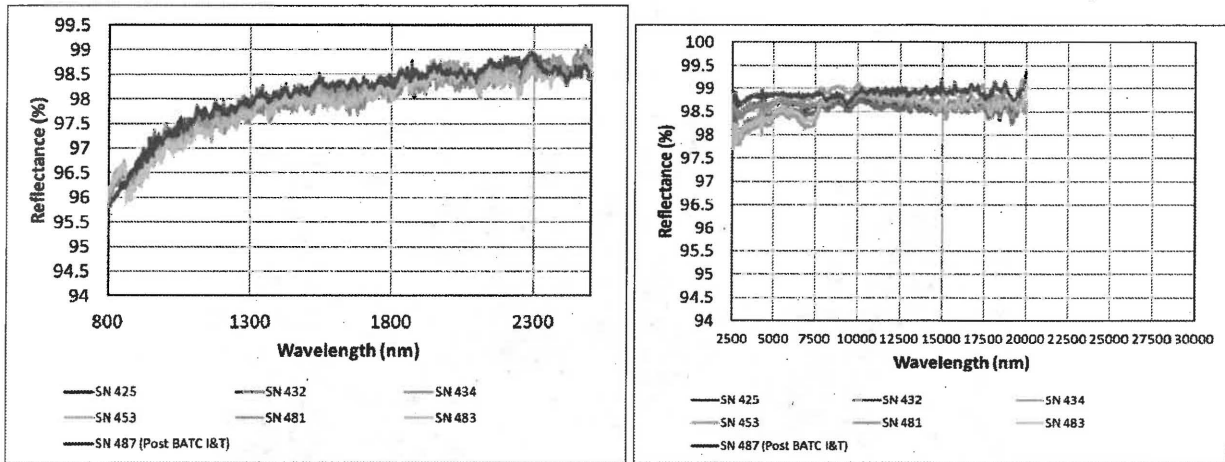 99.5
99
98.5
98
97.5
97
96.5
96
95.5
95
94.5
94
Reflectance (%)
800 1300 1800 2300
Wavelength (nm)
SN 425 SN 432 SN 434
SN 453 SN 481 SN 483
SN 487 (Post BATC I&T)
100
99.5
99
98.5
98
97.5
97
96.5
96
95.5
95
94.5
94
Reflectance (%)
2500 5000 7500 10000 12500 15000 17500 20000 22500 25000 27500 30000
Wavelength (nm)
SN 425 SN 432 SN 434
SN 453 SN 481 SN 483
SN 487 (Post BATC I&T)